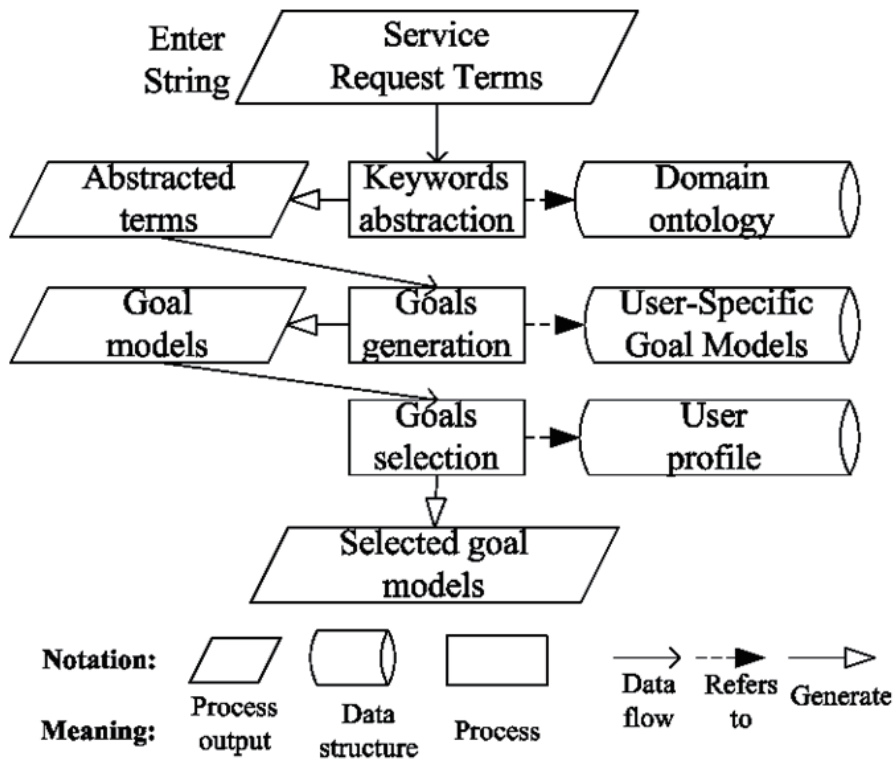 Enter
String
Service
Request Terms
Abstracted
terms
Keywords
abstraction
Domain
ontology
Goal
models
Goals
generation
User-Specific
Goal Models
Goals
selection
User
profile
Selected goal
models
Notation:
Meaning:
Process
output
Data
structure
Process
Data
flow
Refers
to
Generate